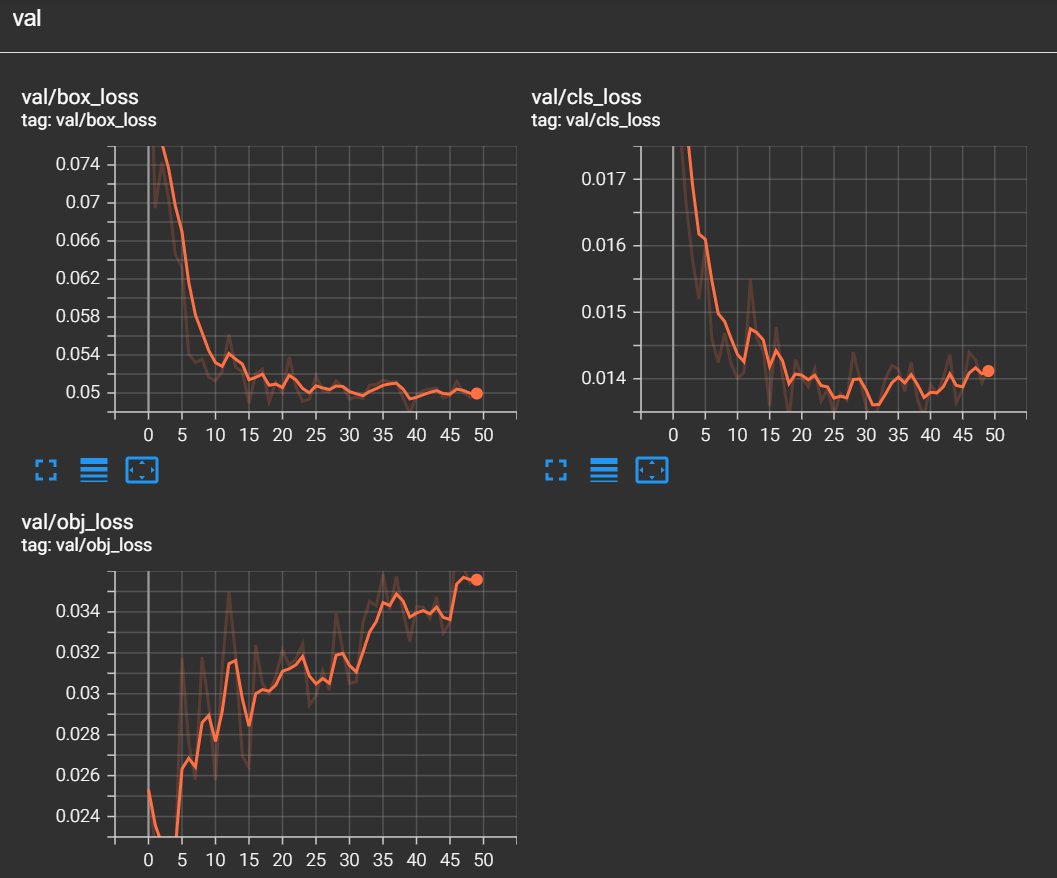 val
val/box_loss
tag: val/box_loss
0.074
0.07
0.066
0.062
0.058
0.054
0.05
0 5 10 15 20 25 30 35 40 45 50
val/cls_loss
tag: val/cls_loss
0.017
0.016
0.015
0.014
0 5 10 15 20 25 30 35 40 45 50
val/obj_loss
tag: val/obj_loss
0.034
0.032
0.03
0.028
0.026
0.024
0 5 10 15 20 25 30 35 40 45 50